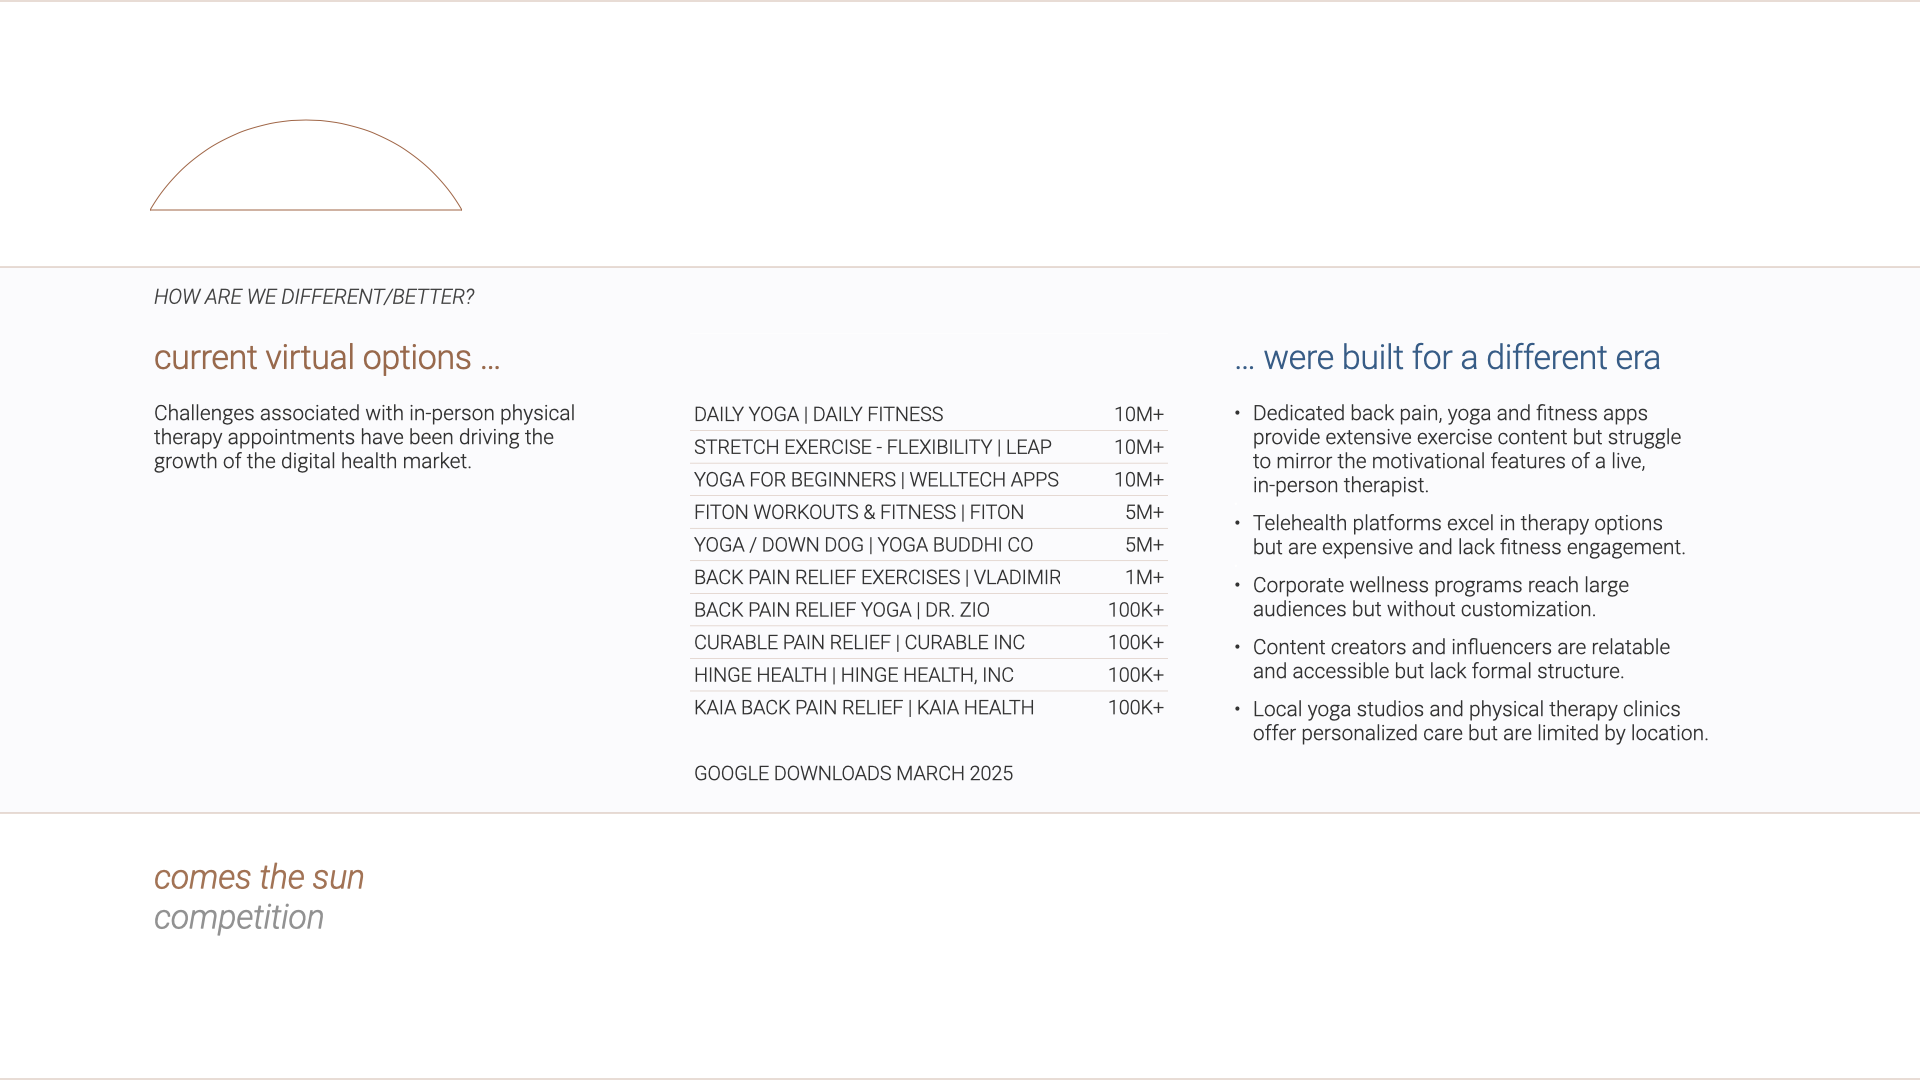 HOW ARE WE DIFFERENT/BETTER?
current virtual options ...
Challenges associated with in-person physical
therapy appointments have been driving the
growth of the digital health market.
DAILY YOGA | DAILY FITNESS 10M+
STRETCH EXERCISE - FLEXIBILITY | LEAP 10M+
YOGA FOR BEGINNERS | WELLTECH APPS 10M+
FITON WORKOUTS & FITNESS | FITON 5M+
YOGA / DOWN DOG | YOGA BUDDHI CO 5M+
BACK PAIN RELIEF EXERCISES | VLADIMIR 1M+
BACK PAIN RELIEF YOGA | DR. ZIO 100K+
CURABLE PAIN RELIEF | CURABLE INC 100K+
HINGE HEALTH | HINGE HEALTH, INC 100K+
KAIA BACK PAIN RELIEF | KAIA HEALTH 100K+
GOOGLE DOWNLOADS MARCH 2025
... were built for a different era
• Dedicated back pain, yoga and fitness apps
provide extensive exercise content but struggle
to mirror the motivational features of a live,
in-person therapist.
• Telehealth platforms excel in therapy options
but are expensive and lack fitness engagement.
• Corporate wellness programs reach large
audiences but without customization.
• Content creators and influencers are relatable
and accessible but lack formal structure.
• Local yoga studios and physical therapy clinics
offer personalized care but are limited by location.
comes the sun
competition